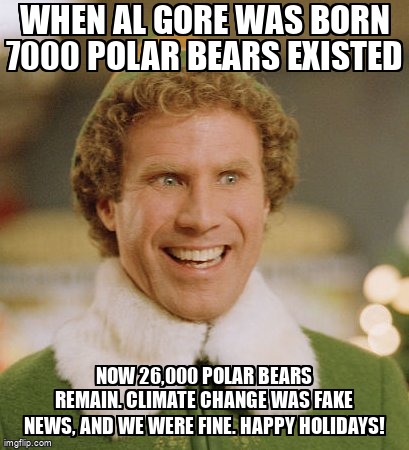 WHEN AL GORE WAS BORN
7000 POLAR BEARS EXISTED
NOW 26,000 POLAR BEARS
REMAIN. CLIMATE CHANGE WAS FAKE
NEWS, AND WE WERE FINE. HAPPY HOLIDAYS!
imgflip.com